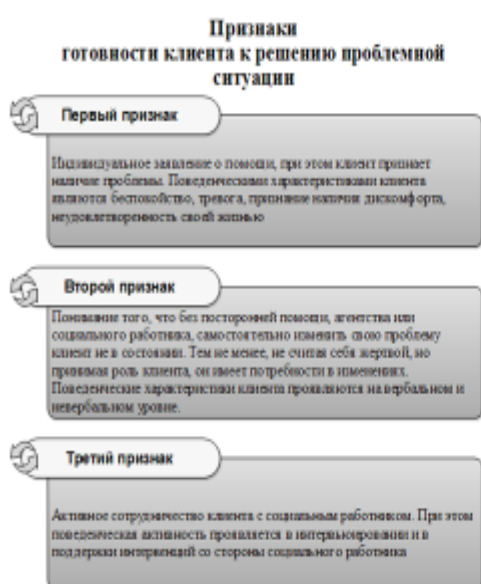 Признаки
готовности клиента к решению проблемной
ситуации
Первый признак
Индивидуальное заявление о помощи, при этом клиент признает
наличие проблемы. Поведенческими характеристиками клиента
являются беспокойство, тревога, признание наличия дискомфорта,
неудовлетворенность своей жизнью
Второй признак
Понимание того, что без посторонней помощи, агентства или
социального работника, самостоятельно изменить свою проблему
клиент не в состоянии. Тем не менее, не считая себя жертвой, но
принимая роль клиента, он имеет потребности в изменениях.
Поведенческие характеристики клиента проявляются на вербальном и
невербальном уровне.
Третий признак
Активное сотрудничество клиента с социальным работником. При этом
поведенческая активность проявляется в интервьюировании и в
поддержки интервенций со стороны социального работника